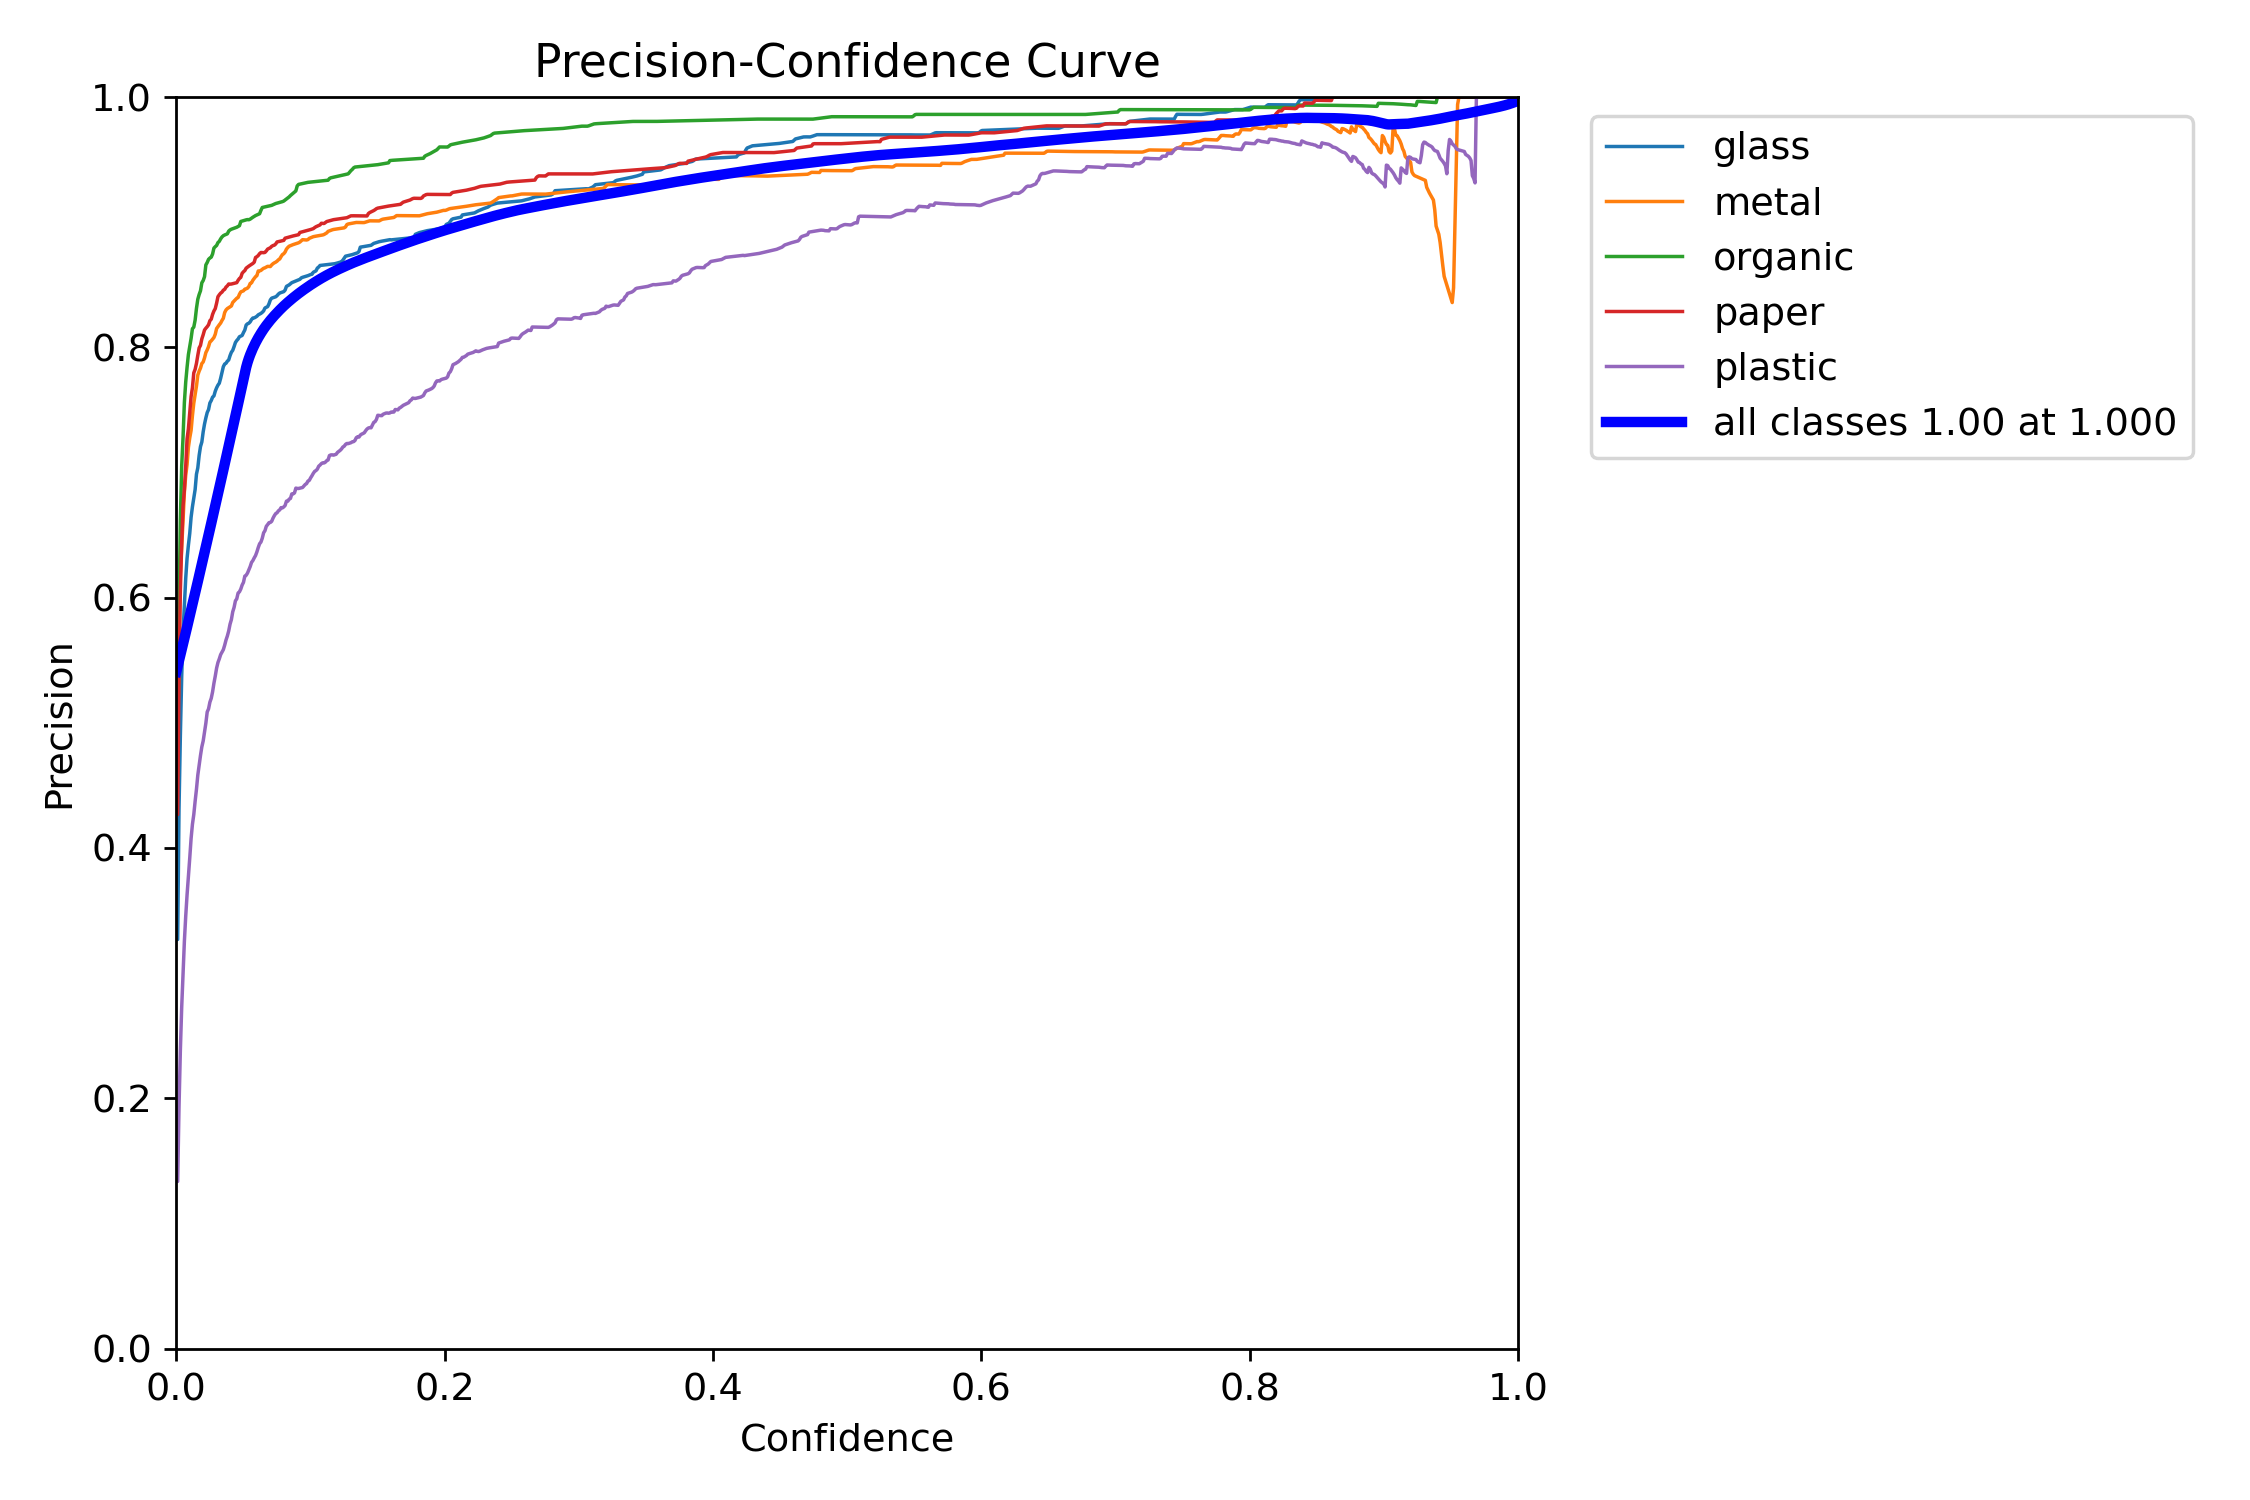 Precision-Confidence Curve
1.0
0.8
0.6
0.4
0.2
0.0
Precision
0.0 0.2 0.4 0.6 0.8 1.0
Confidence
glass
metal
organic
paper
plastic
all classes 1.00 at 1.000